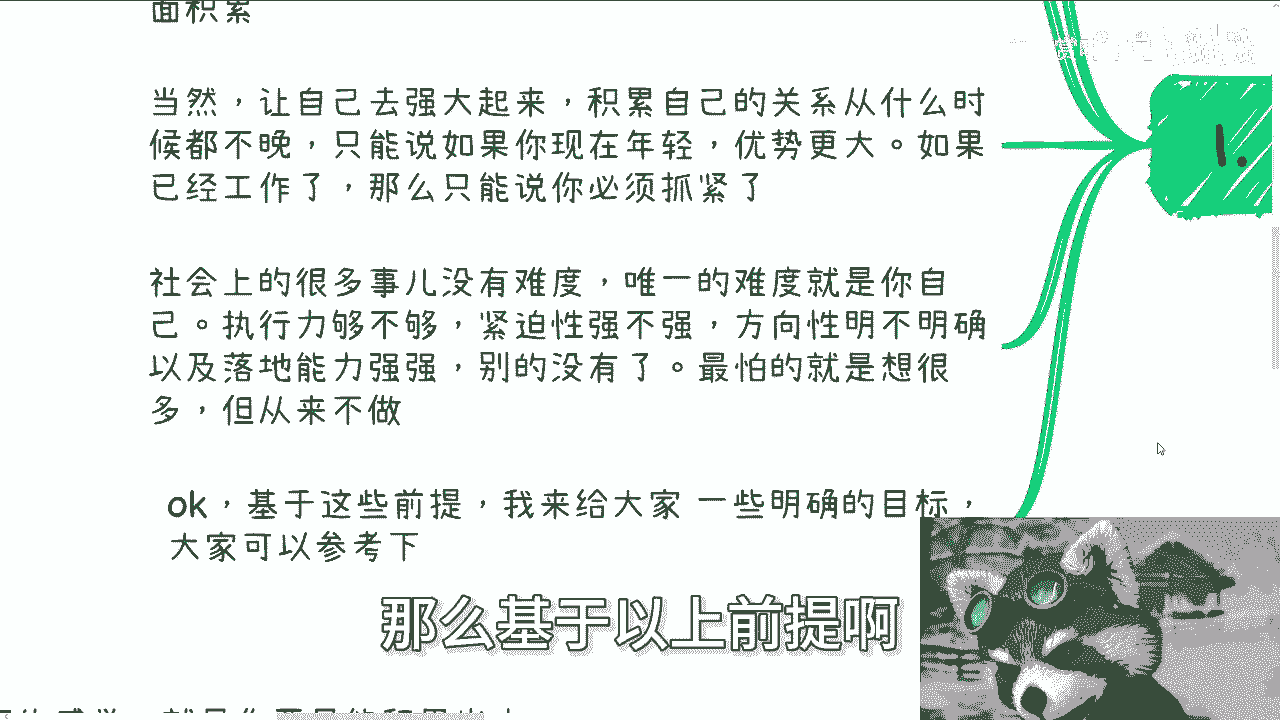 面积累
当然，让自己去强大起来，积累自己的关系从什么时
候都不晚，只能说如果你现在年轻，优势更大。如果
已经工作了，那么只能说你必须抓紧了
1.
社会上的很多事儿没有难度，唯一的难度就是你自
己。执行力够不够，紧迫性强不强，方向性明不明确
以及落地能力强强，别的没有了。最怕的就是想很
多，但从来不做
ok，基于这些前提，我来给大家 一些明确的目标，
大家可以参考下
那么基于以上前提啊